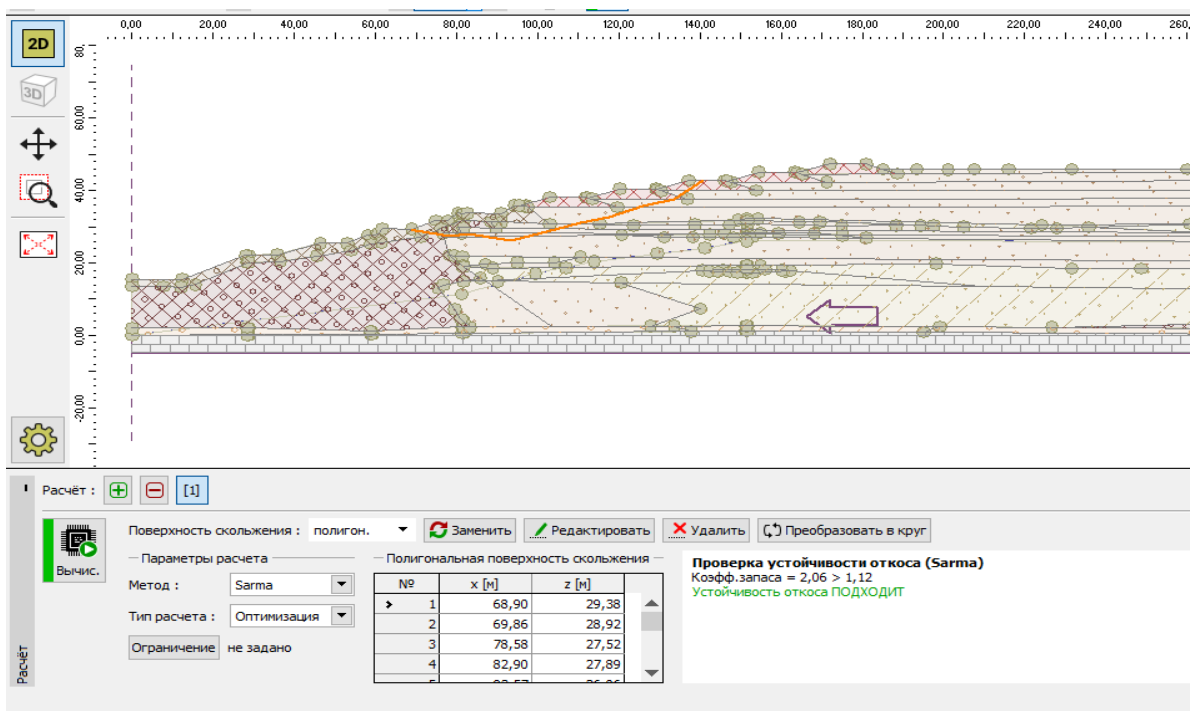 0,00 20,00 40,00 60,00 80,00 100,00 120,00 140,00 160,00 180,00 200,00 220,00 240,00 260,
2D
80,
3D
60,00
40,00
20,00
0,00
-20,00
Расчёт : [1]
Поверхность скольжения : полигон. Заменить Редактировать Удалить Преобразовать в круг
Вычис.
Параметры расчета
Метод : Sarma
Тип расчета : Оптимизация
Ограничение не задано
Полигональная поверхность скольжения
№ x [м] z [м]
> 1 68,90 29,38
2 69,86 28,92
3 78,58 27,52
4 82,90 27,89
Проверка устойчивости откоса (Sarma)
Коэфф.запаса = 2,06 > 1,12
Устойчивость откоса ПОДХОДИТ
Расчёт